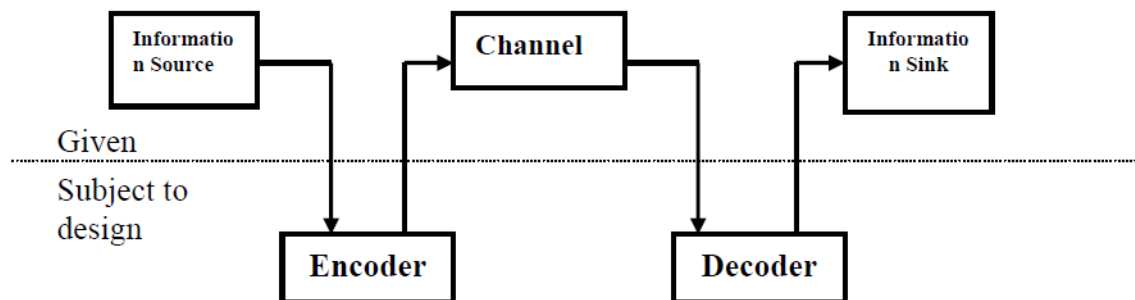 Informatio
n Source
Channel
Informatio
n Sink
Given
Subject to
design
Encoder
Decoder